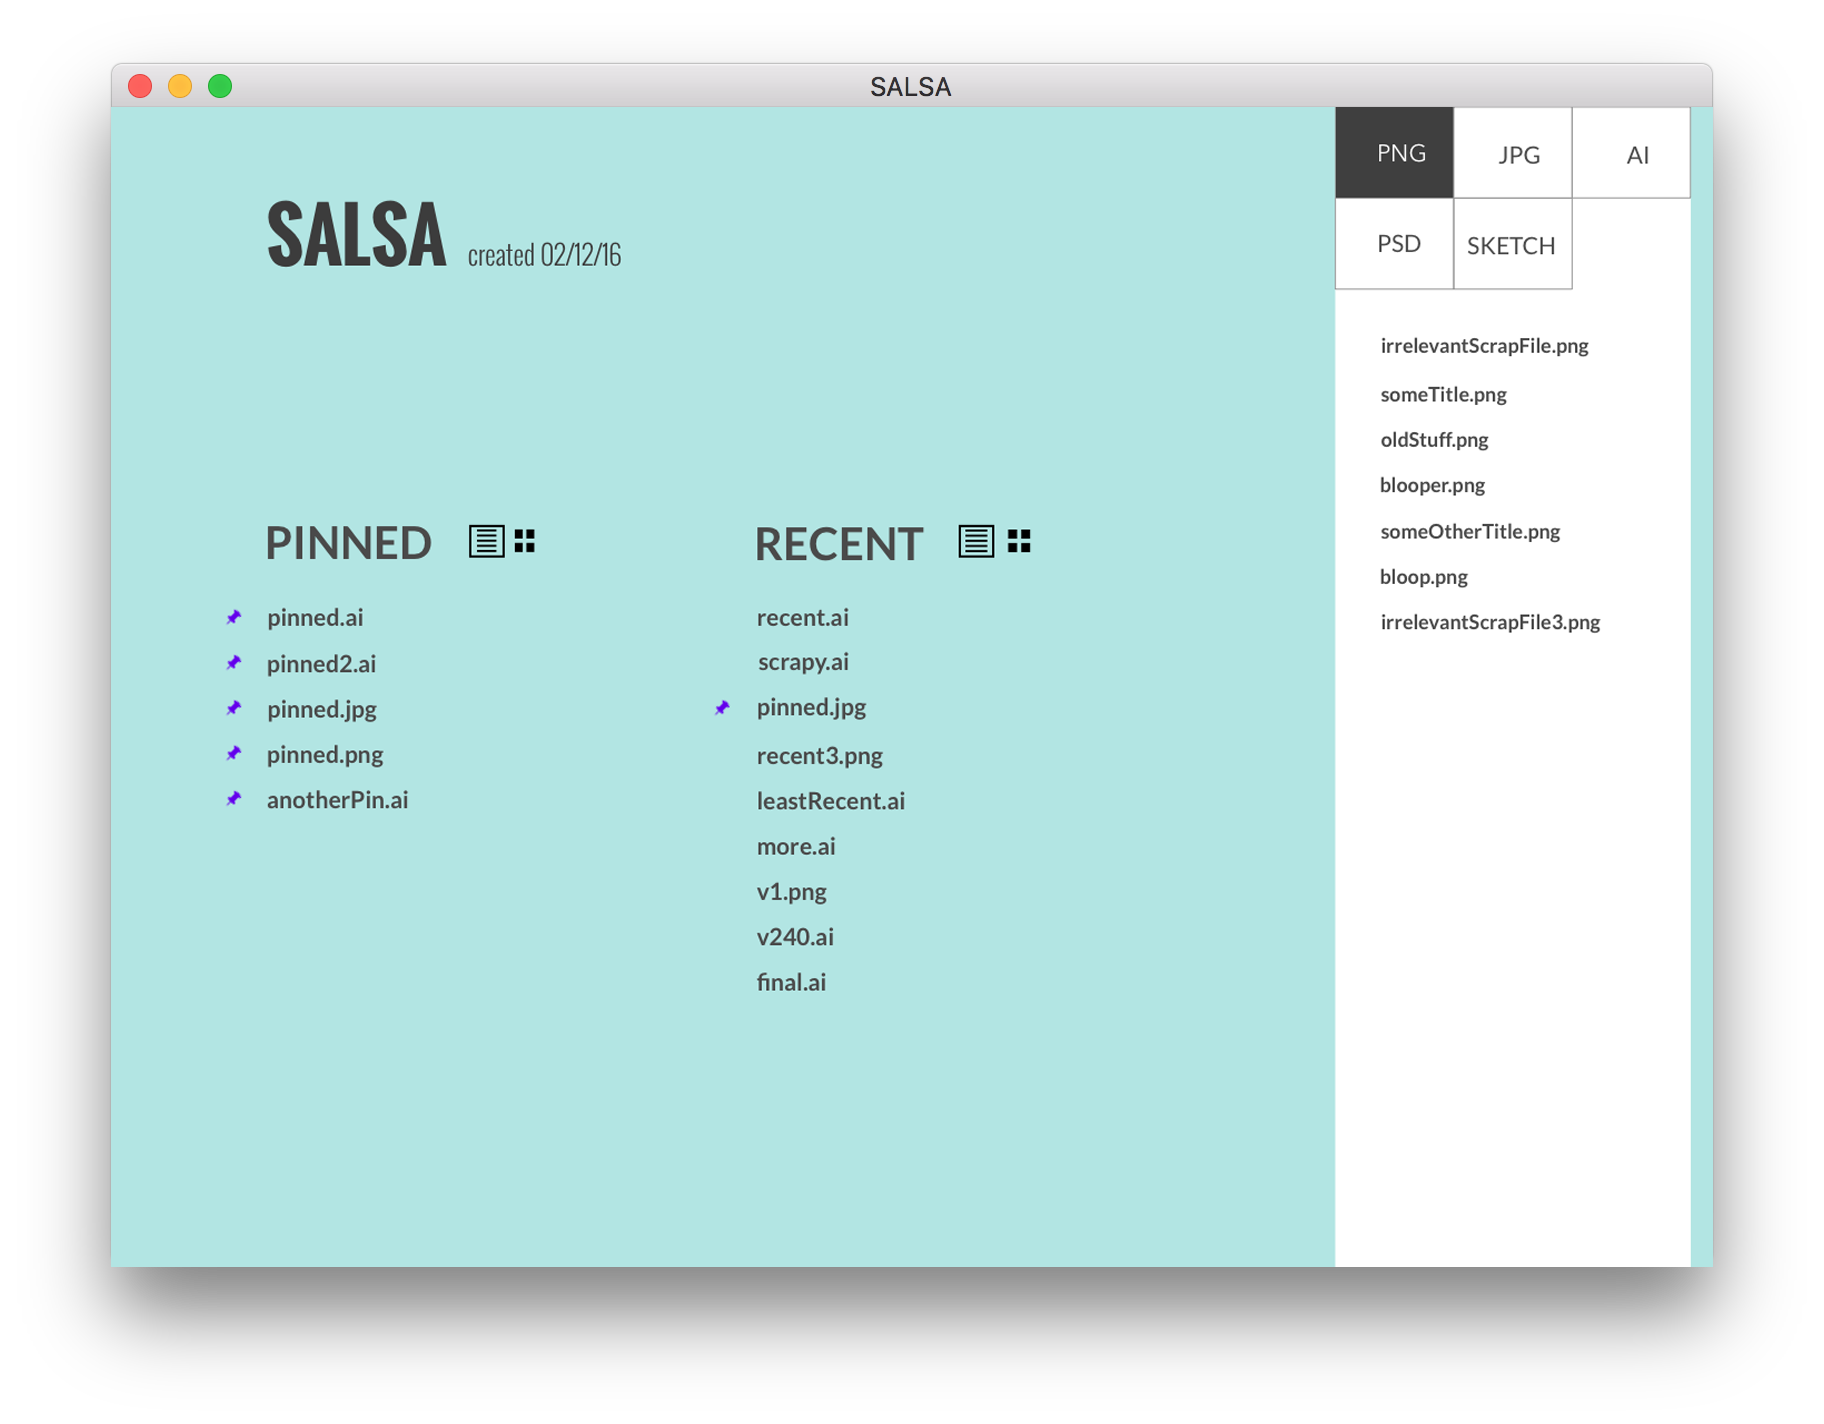 SALSA
SALSA created 02/12/16
PINNED
pinned.ai
pinned2.ai
pinned.jpg
pinned.png
anotherPin.ai
RECENT
recent.ai
scrapy.ai
pinned.jpg
recent3.png
leastRecent.ai
more.ai
v1.png
v240.ai
final.ai
PNG JPG AI
PSD SKETCH
irrelevantScrapFile.png
someTitle.png
oldStuff.png
blooper.png
someOtherTitle.png
bloop.png
irrelevantScrapFile3.png